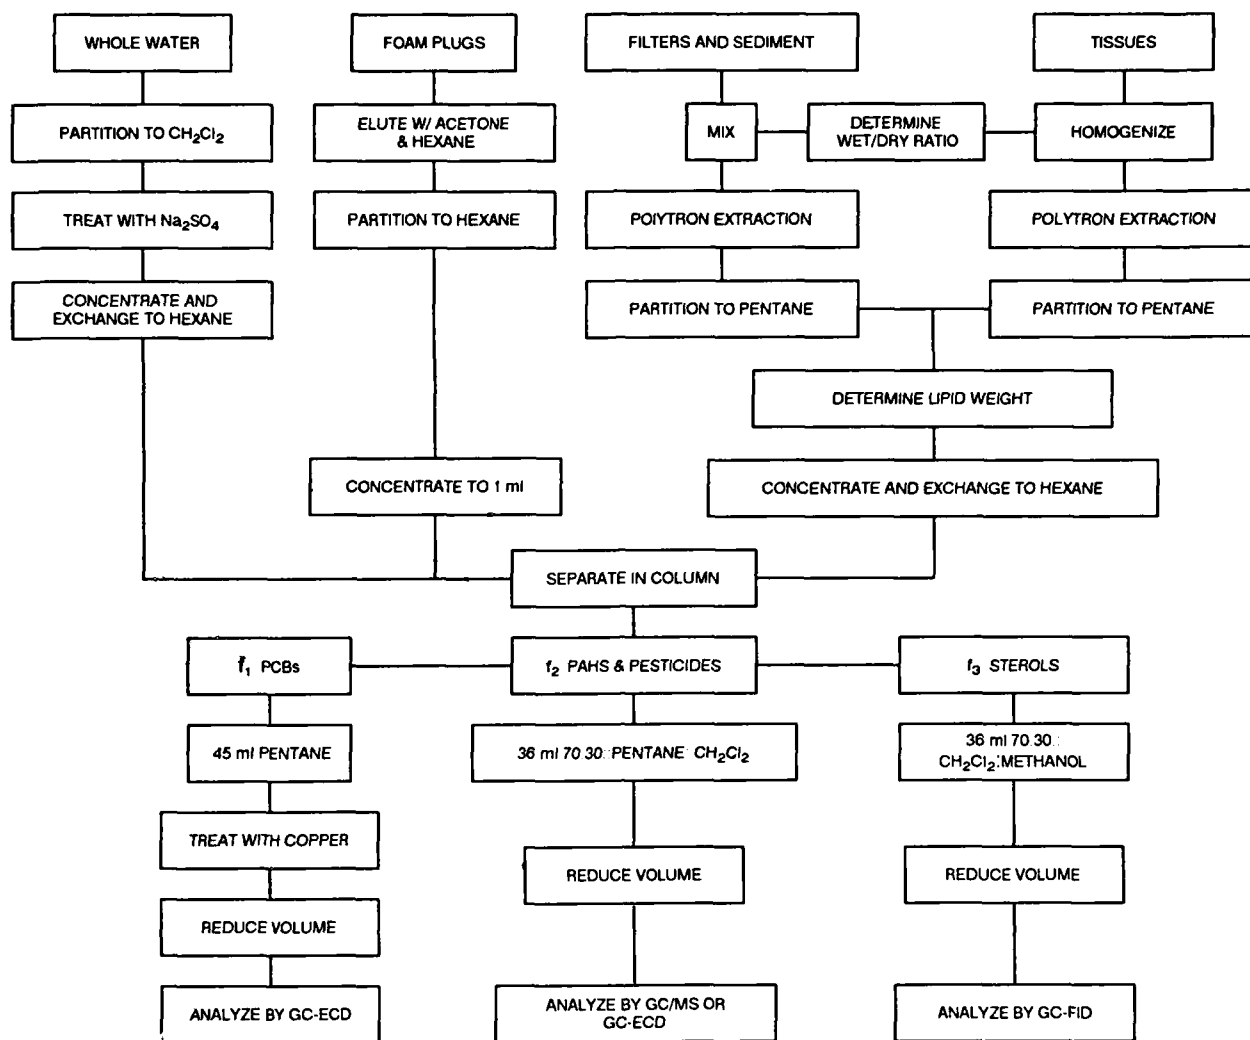 WHOLE WATER
FOAM PLUGS
FILTERS AND SEDIMENT
TISSUES
PARTITION TO CH₂Cl₂
ELUTE W/ ACETONE
& HEXANE
MIX
DETERMINE
WET/DRY RATIO
HOMOGENIZE
TREAT WITH Na₂SO₄
PARTITION TO HEXANE
POlYTRON EXTRACTION
POLYTRON EXTRACTION
CONCENTRATE AND
EXCHANGE TO HEXANE
PARTITION TO PENTANE
PARTITION TO PENTANE
DETERMINE LIPID WEIGHT
CONCENTRATE TO 1 ml
CONCENTRATE AND EXCHANGE TO HEXANE
SEPARATE IN COLUMN
f₁ PCBs
f₂ PAHS & PESTICIDES
f₃ STEROLS
45 ml PENTANE
36 ml 70:30::PENTANE:CH₂Cl₂
36 ml 70:30::
CH₂Cl₂:METHANOL
TREAT WITH COPPER
REDUCE VOLUME
REDUCE VOLUME
REDUCE VOLUME
ANALYZE BY GC-ECD
ANALYZE BY GC/MS OR
GC-ECD
ANALYZE BY GC-FID